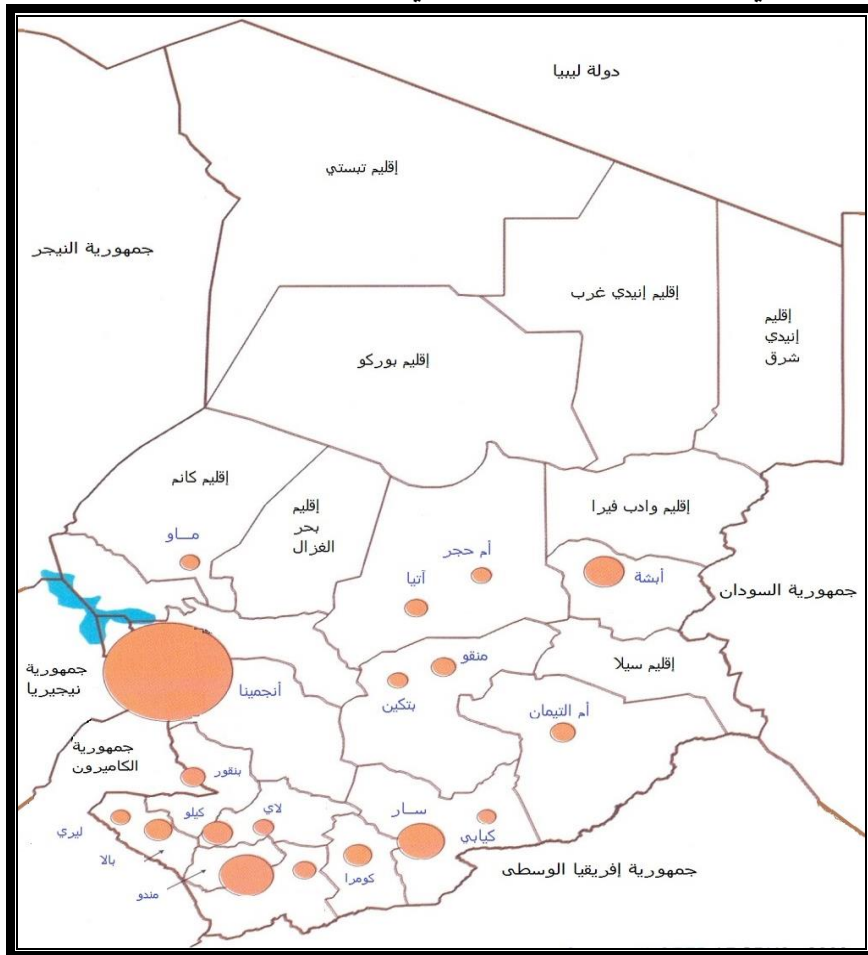 دولة ليبيا
إقليم تبستي
جمهورية النيجر
إقليم إنيدي غرب
إقليم
إنيدي
شرق
إقليم بوركو
إقليم كانم
إقليم
بحر
الغزال
إقليم وادب فيرا
مـــاو
أم حجر
آتيا
أبشة
جمهورية السودان
منقو
إقليم سيلا
جمهورية
نيجيريا
أنجمينا
بتكين
أم التيمان
جمهورية
الكاميرون
بنقور
كيلو
لاي
ســار
كيابي
ليري
بالا
كومرا
مندو
جمهورية إفريقيا الوسطى